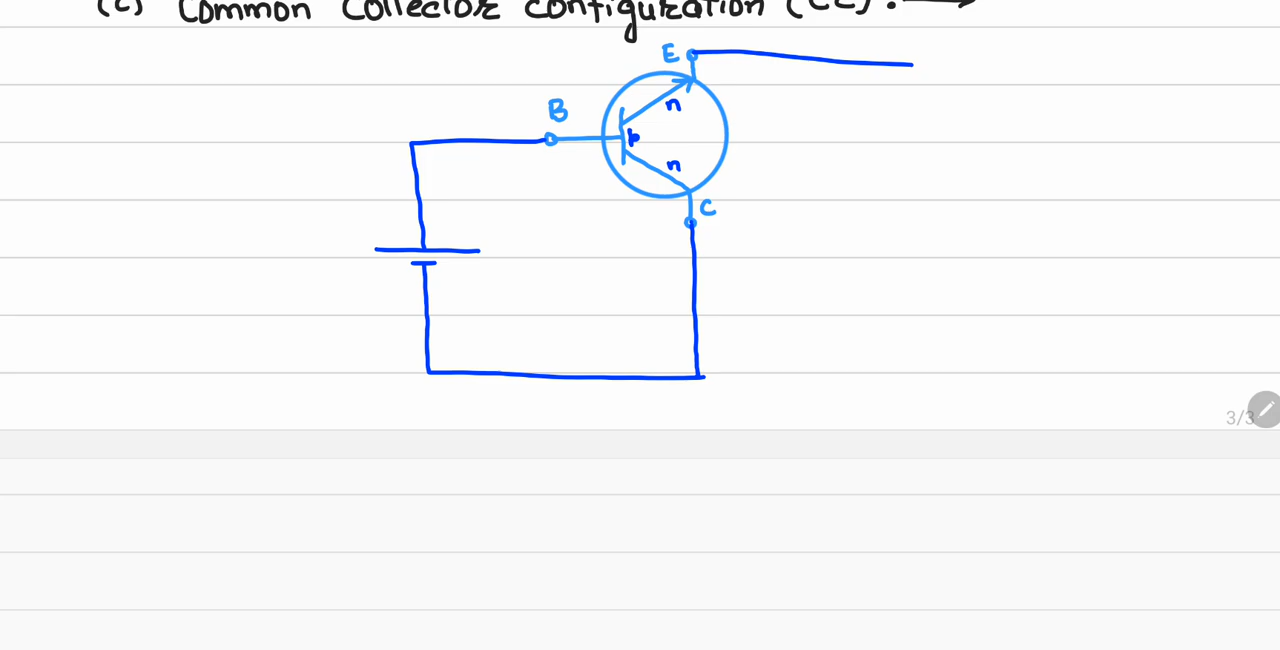 (c) Common Collector Configuration (CC) :⟶
E
B
n
p
n
C
3/3